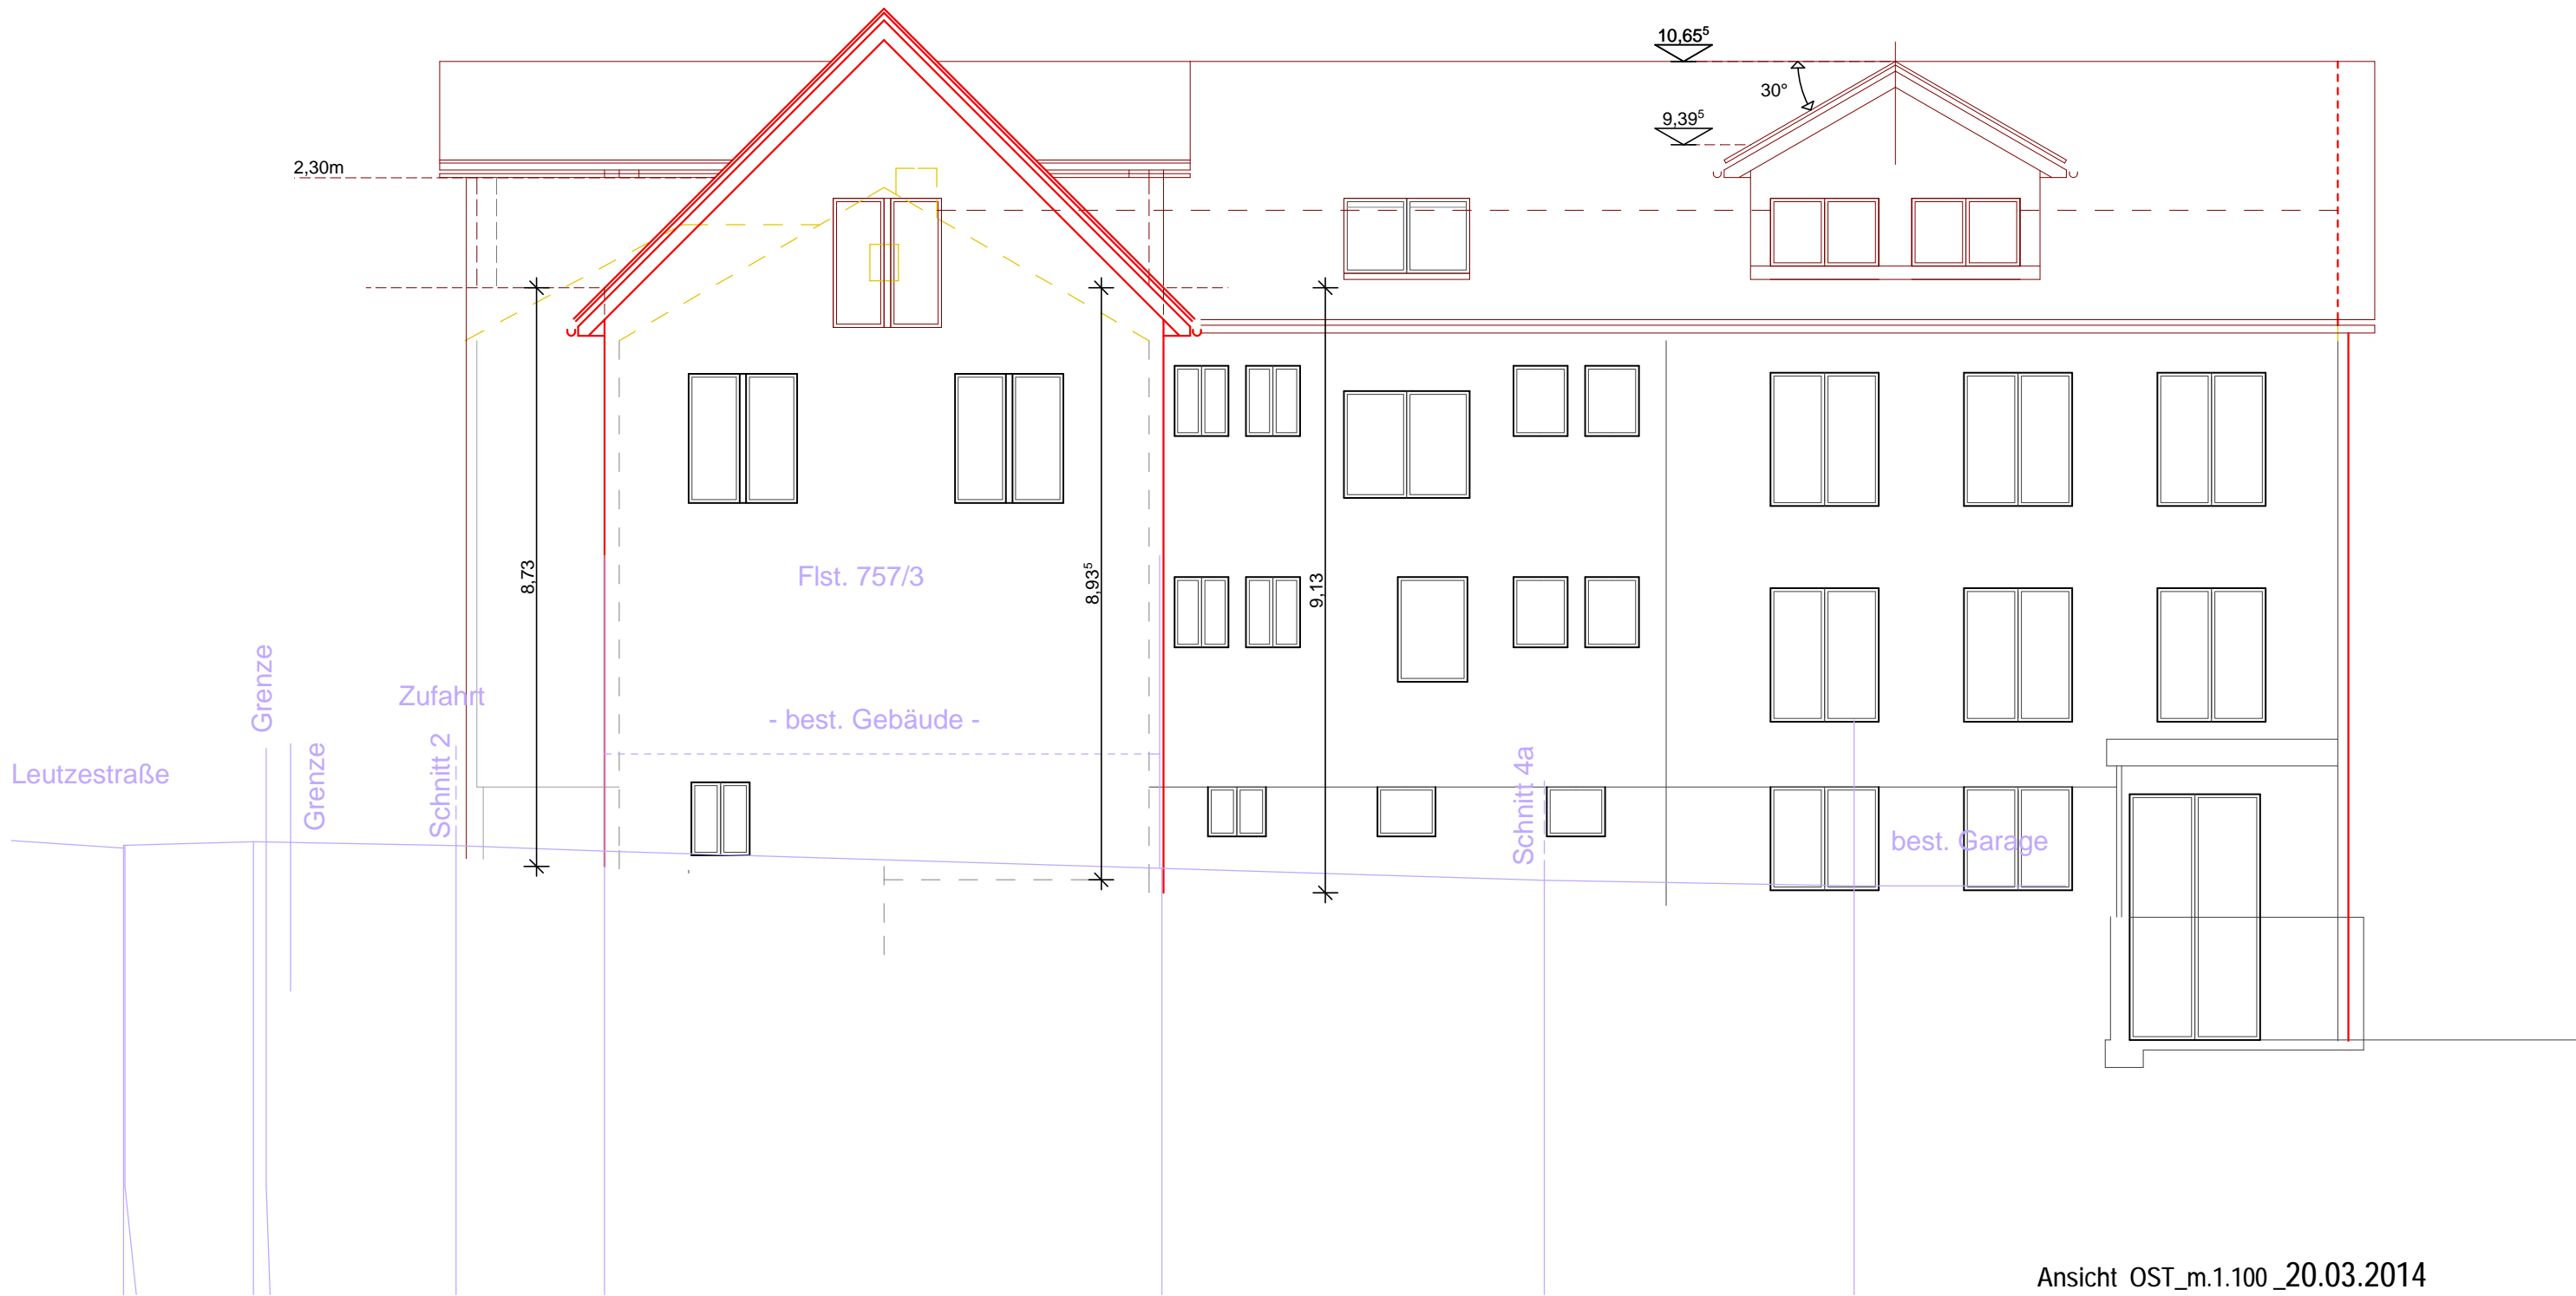 10,65⁵
30°
9,39⁵
2,30m
8,73
Flst. 757/3
8,93⁵
9,13
Grenze
Zufahrt
- best. Gebäude -
Leutzestraße
Grenze
Schnitt 2
Schnitt 4a
best. Garage
Ansicht OST_m.1.100 _20.03.2014